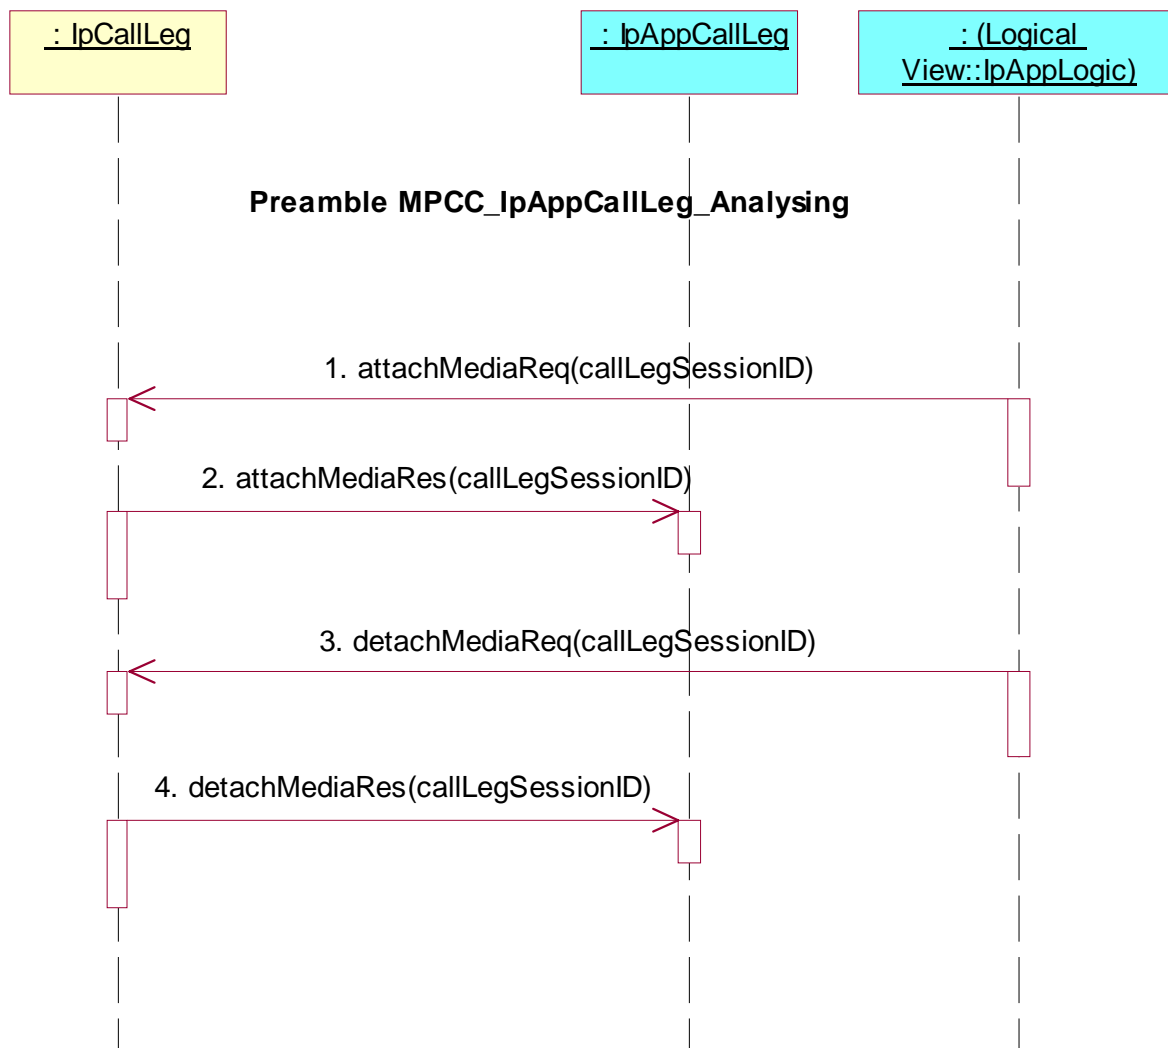 : IpCallLeg
: IpAppCallLeg
: (Logical
View::IpAppLogic)
Preamble MPCC_IpAppCallLeg_Analysing
1. attachMediaReq(callLegSessionID)
2. attachMediaRes(callLegSessionID)
3. detachMediaReq(callLegSessionID)
4. detachMediaRes(callLegSessionID)